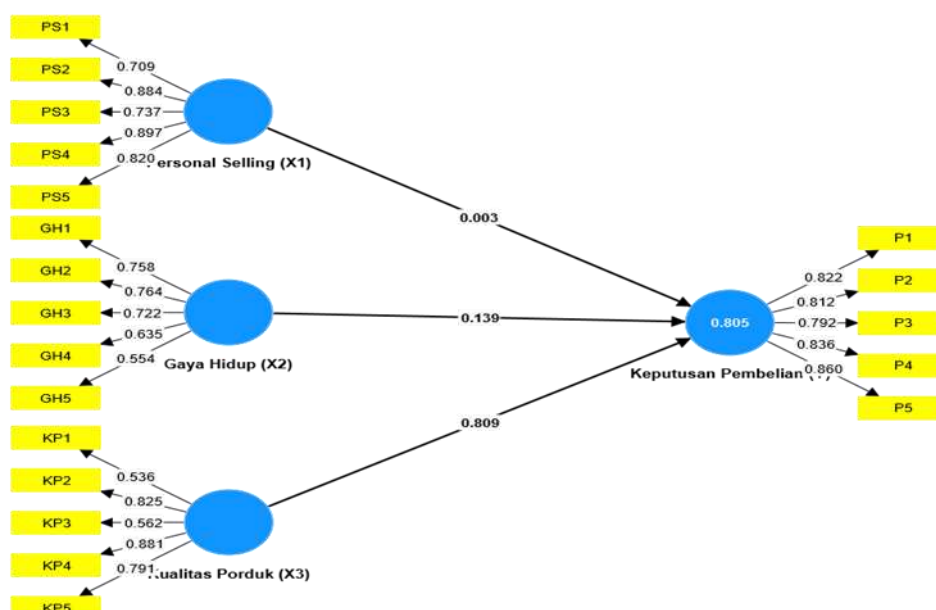 PS1
PS2
PS3
PS4
PS5
0.709
0.884
0.737
0.897
0.820
ersonal Selling (X1)
0.003
GH1
GH2
GH3
GH4
GH5
0.758
0.764
0.722
0.635
0.554
Gaya Hidup (X2)
0.139
KP1
KP2
KP3
KP4
KP5
0.536
0.825
0.562
0.881
0.791
ualitas Porduk (X3)
0.809
0.805
Keputusan Pembelian
P1
P2
P3
P4
P5
0.822
0.812
0.792
0.836
0.860